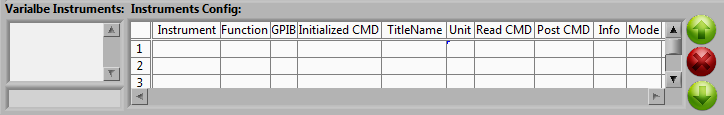 Varialbe Instruments: Instruments Config:
Instrument Function GPIB Initialized CMD TitleName Unit Read CMD Post CMD Info Mode
1
2
3